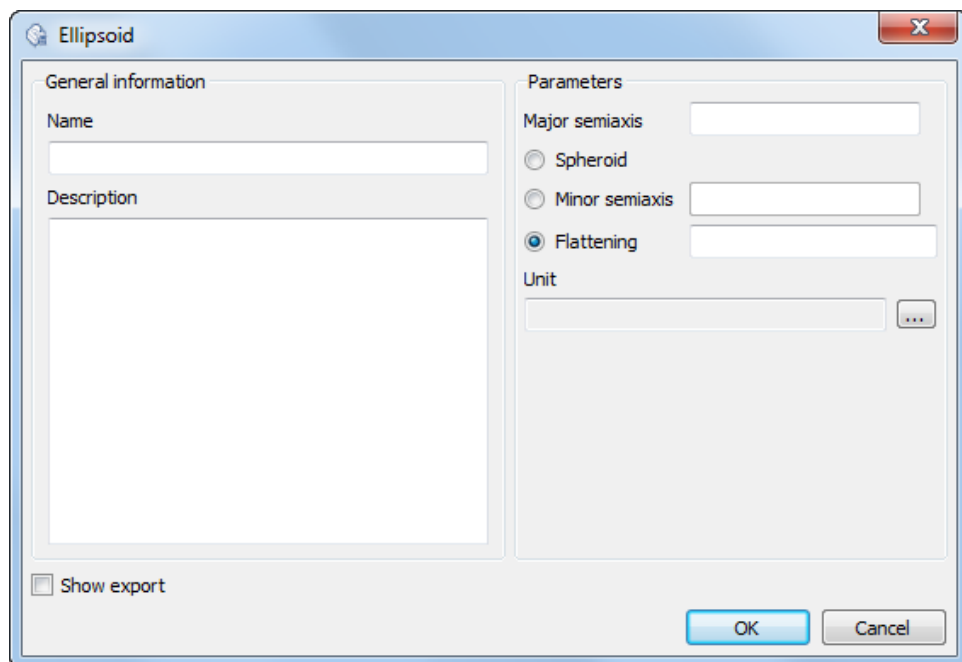 Ellipsoid
General information
Name
Description
Parameters
Major semiaxis
Spheroid
Minor semiaxis
Flattening
Unit
...
Show export
OK
Cancel